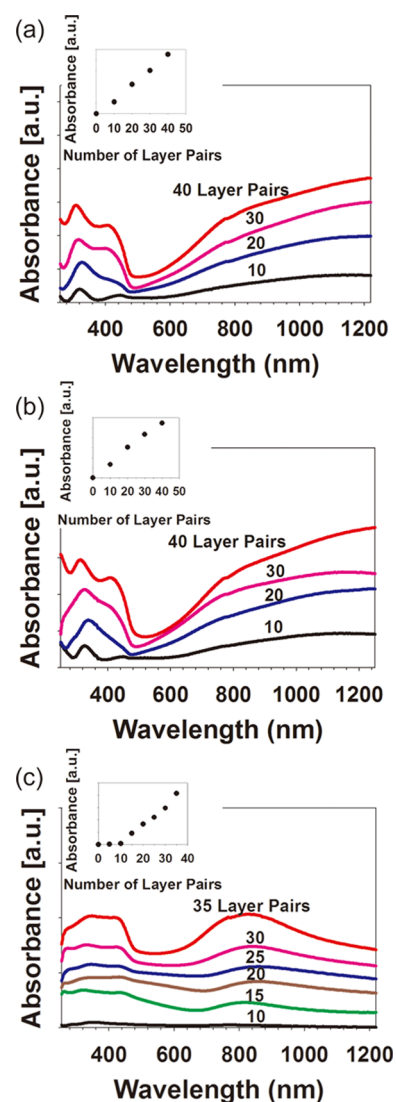 (a)
Absorbance [a.u.]
0 10 20 30 40 50
Number of Layer Pairs
40 Layer Pairs
30
20
10
Absorbance [a.u.]
400 600 800 1000 1200
Wavelength (nm)
(b)
Absorbance [a.u.]
0 10 20 30 40 50
Number of Layer Pairs
40 Layer Pairs
30
20
10
Absorbance [a.u.]
400 600 800 1000 1200
Wavelength (nm)
(c)
Absorbance [a.u.]
0 10 20 30 40
Number of Layer Pairs
35 Layer Pairs
30
25
20
15
10
Absorbance [a.u.]
400 600 800 1000 1200
Wavelength (nm)